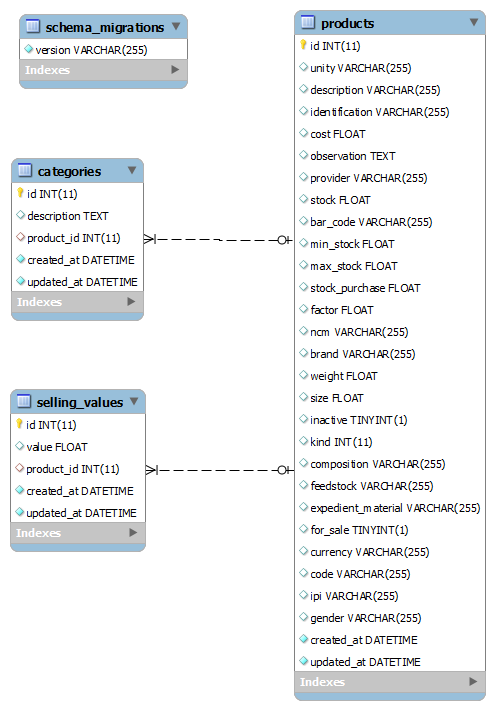 schema_migrations
version VARCHAR(255)
Indexes
categories
id INT(11)
description TEXT
product_id INT(11)
created_at DATETIME
updated_at DATETIME
Indexes
selling_values
id INT(11)
value FLOAT
product_id INT(11)
created_at DATETIME
updated_at DATETIME
Indexes
products
id INT(11)
unity VARCHAR(255)
description VARCHAR(255)
identification VARCHAR(255)
cost FLOAT
observation TEXT
provider VARCHAR(255)
stock FLOAT
bar_code VARCHAR(255)
min_stock FLOAT
max_stock FLOAT
stock_purchase FLOAT
factor FLOAT
ncm VARCHAR(255)
brand VARCHAR(255)
weight FLOAT
size FLOAT
inactive TINYINT(1)
kind INT(11)
composition VARCHAR(255)
feedstock VARCHAR(255)
expedient_material VARCHAR(255)
for_sale TINYINT(1)
currency VARCHAR(255)
code VARCHAR(255)
ipi VARCHAR(255)
gender VARCHAR(255)
created_at DATETIME
updated_at DATETIME
Indexes